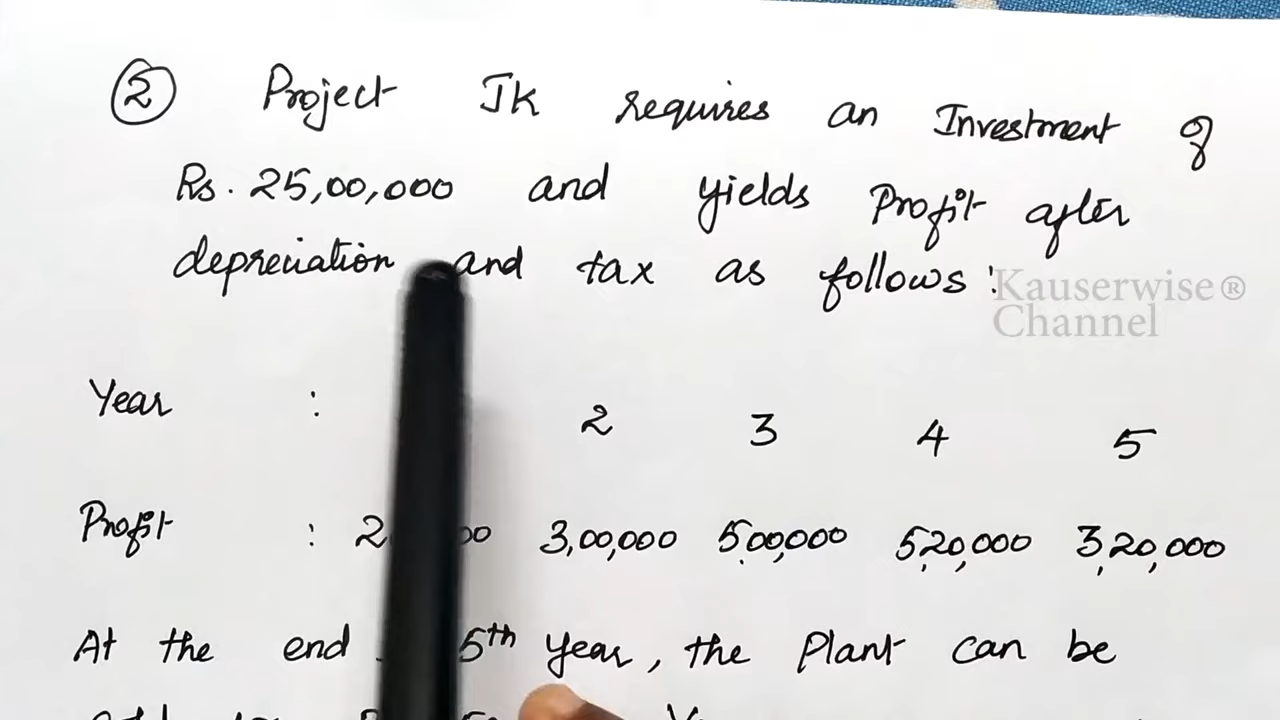 2 Project JK requires an Investment of
Rs. 25,00,000 and yields Profit after
depreciation and tax as follows:
Kauserwise®
Channel
Year : 2 3 4 5
Profit : 3,00,000 5,00,000 5,20,000 3,20,000
At the end 5th Year, the Plant can be